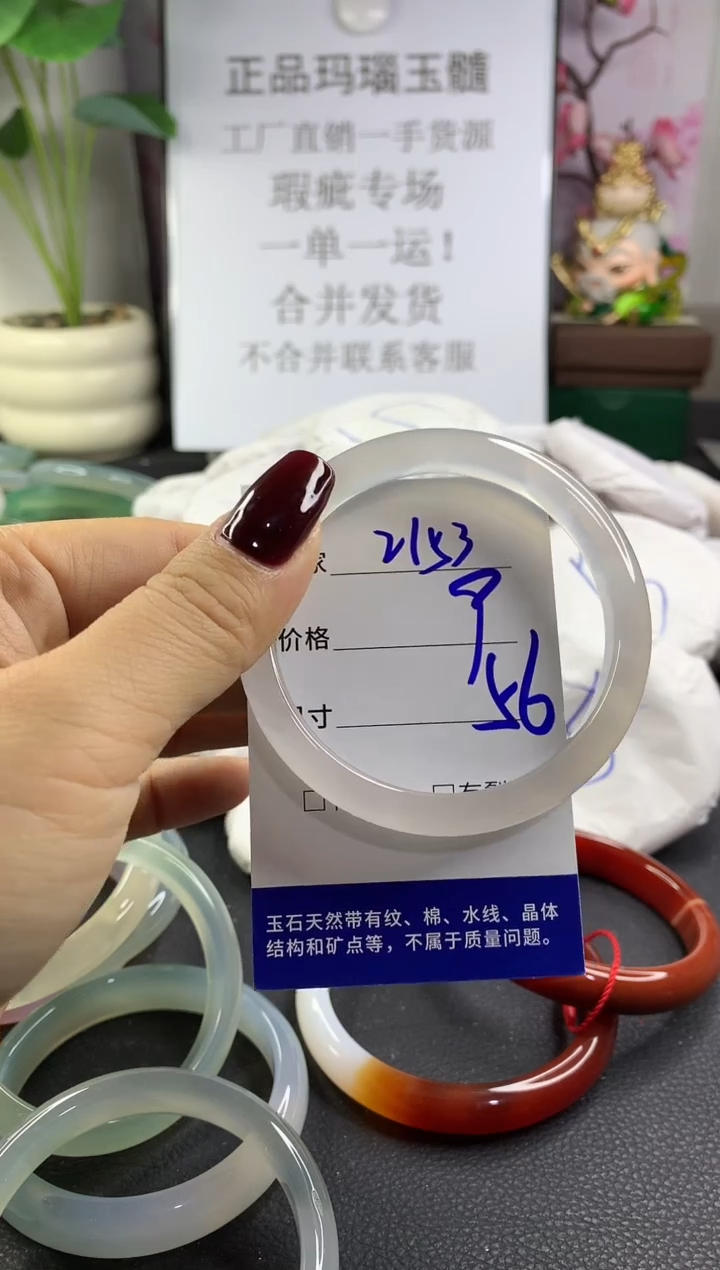 正品玛瑙玉髓
工厂直销一手货源
瑕疵专场
一单一运！
合并发货
不合并联系客服
家 2153
价格
寸 56
玉石天然带有纹、棉、水线、晶体
结构和矿点等，不属于质量问题。